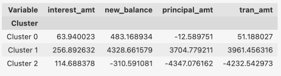 Variable interest_amt new_balance principal_amt tran_amt
Cluster
Cluster 0 63.940023 483.168934 -12.589751 51.188027
Cluster 1 256.892632 4328.661579 3704.779211 3961.456316
Cluster 2 114.688378 -310.591081 -4347.076162 -4232.542973